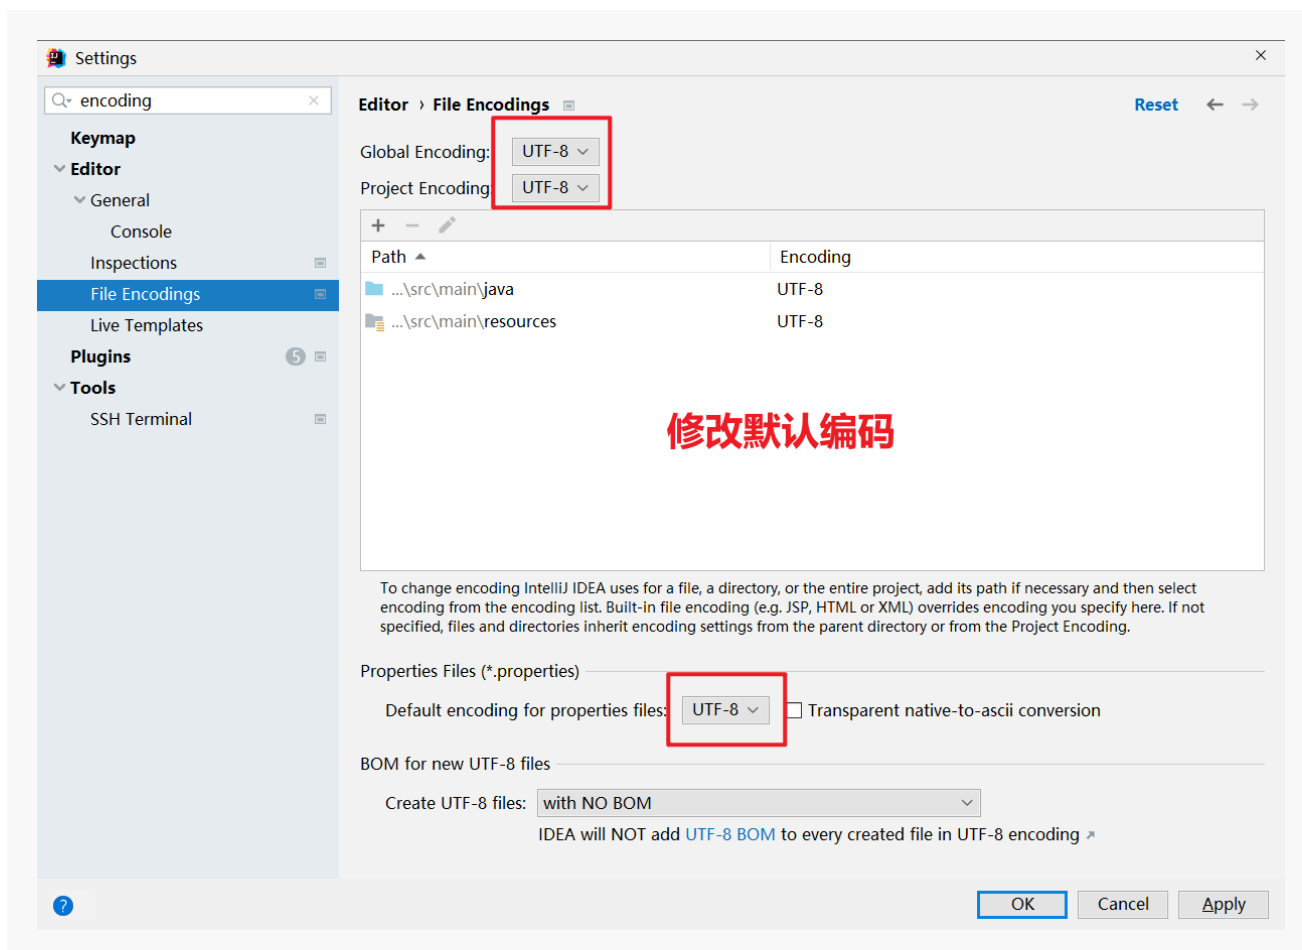 Settings
encoding
Keymap
Editor
General
Console
Inspections
File Encodings
Live Templates
Plugins 5
Tools
SSH Terminal
Editor › File Encodings
Reset
Global Encoding: UTF-8
Project Encoding: UTF-8
Path Encoding
...\src\main\java UTF-8
...\src\main\resources UTF-8
修改默认编码
To change encoding IntelliJ IDEA uses for a file, a directory, or the entire project, add its path if necessary and then select
encoding from the encoding list. Built-in file encoding (e.g. JSP, HTML or XML) overrides encoding you specify here. If not
specified, files and directories inherit encoding settings from the parent directory or from the Project Encoding.
Properties Files (*.properties)
Default encoding for properties files: UTF-8 Transparent native-to-ascii conversion
BOM for new UTF-8 files
Create UTF-8 files: with NO BOM
IDEA will NOT add UTF-8 BOM to every created file in UTF-8 encoding
?
OK Cancel Apply